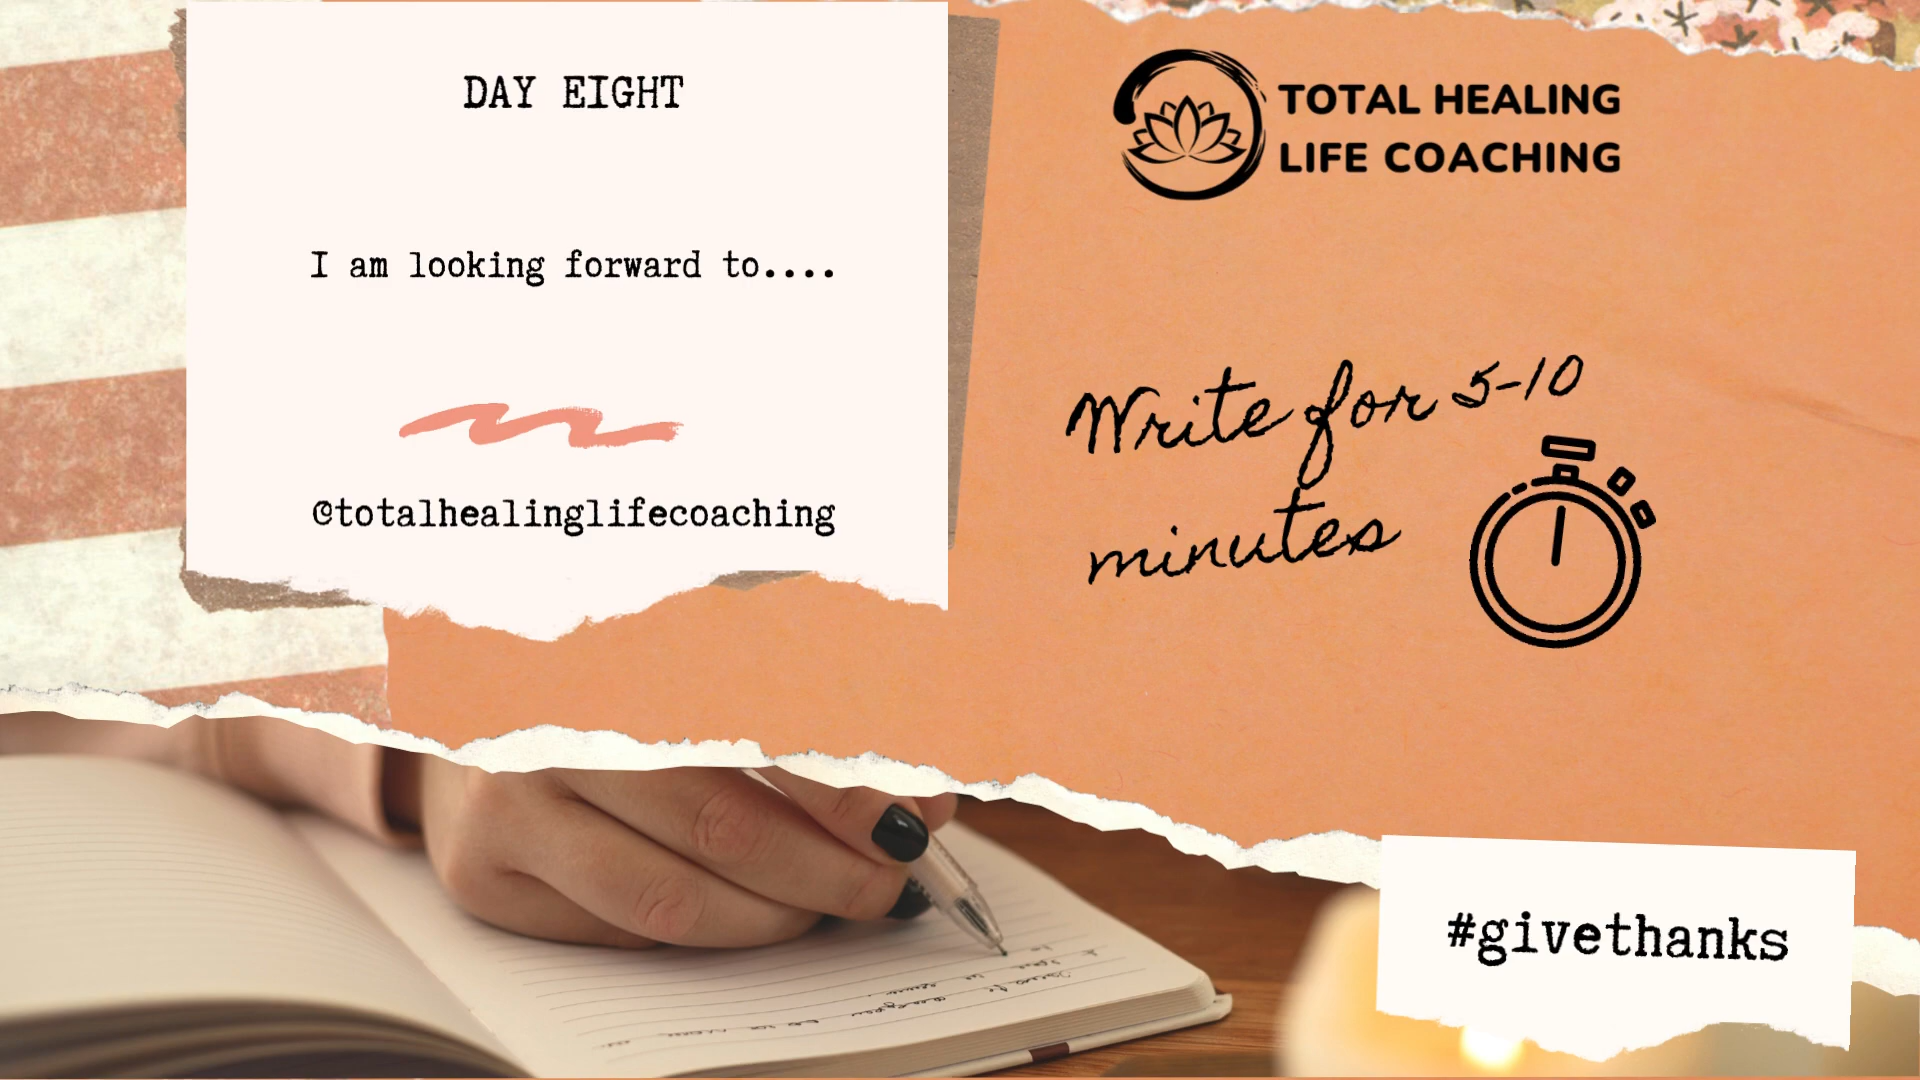 DAY EIGHT
I am looking forward to....
@totalhealinglifecoaching
TOTAL HEALING
LIFE COACHING
Write for 5-10
minutes
#givethanks